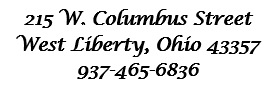 215 W. Columbus Street
West Liberty, Ohio 43357
937-465-6836